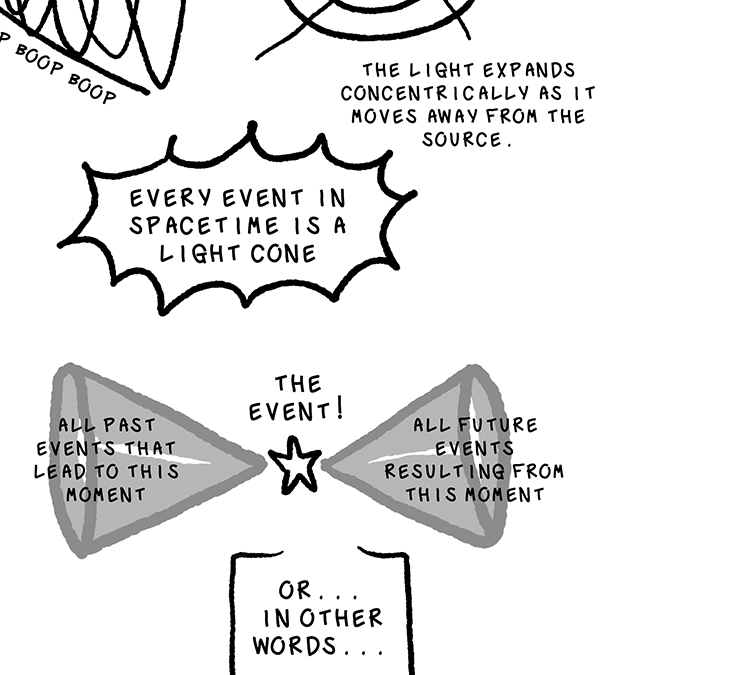 BOOP BOOP
THE LIGHT EXPANDS
CONCENTRICALLY AS IT
MOVES AWAY FROM THE
SOURCE.
EVERY EVENT IN
SPACETIME IS A
LIGHT CONE
THE
EVENT!
ALL PAST
EVENTS THAT
LEAD TO THIS
MOMENT
ALL FUTURE
EVENTS
RESULTING FROM
THIS MOMENT
OR...
IN OTHER
WORDS...